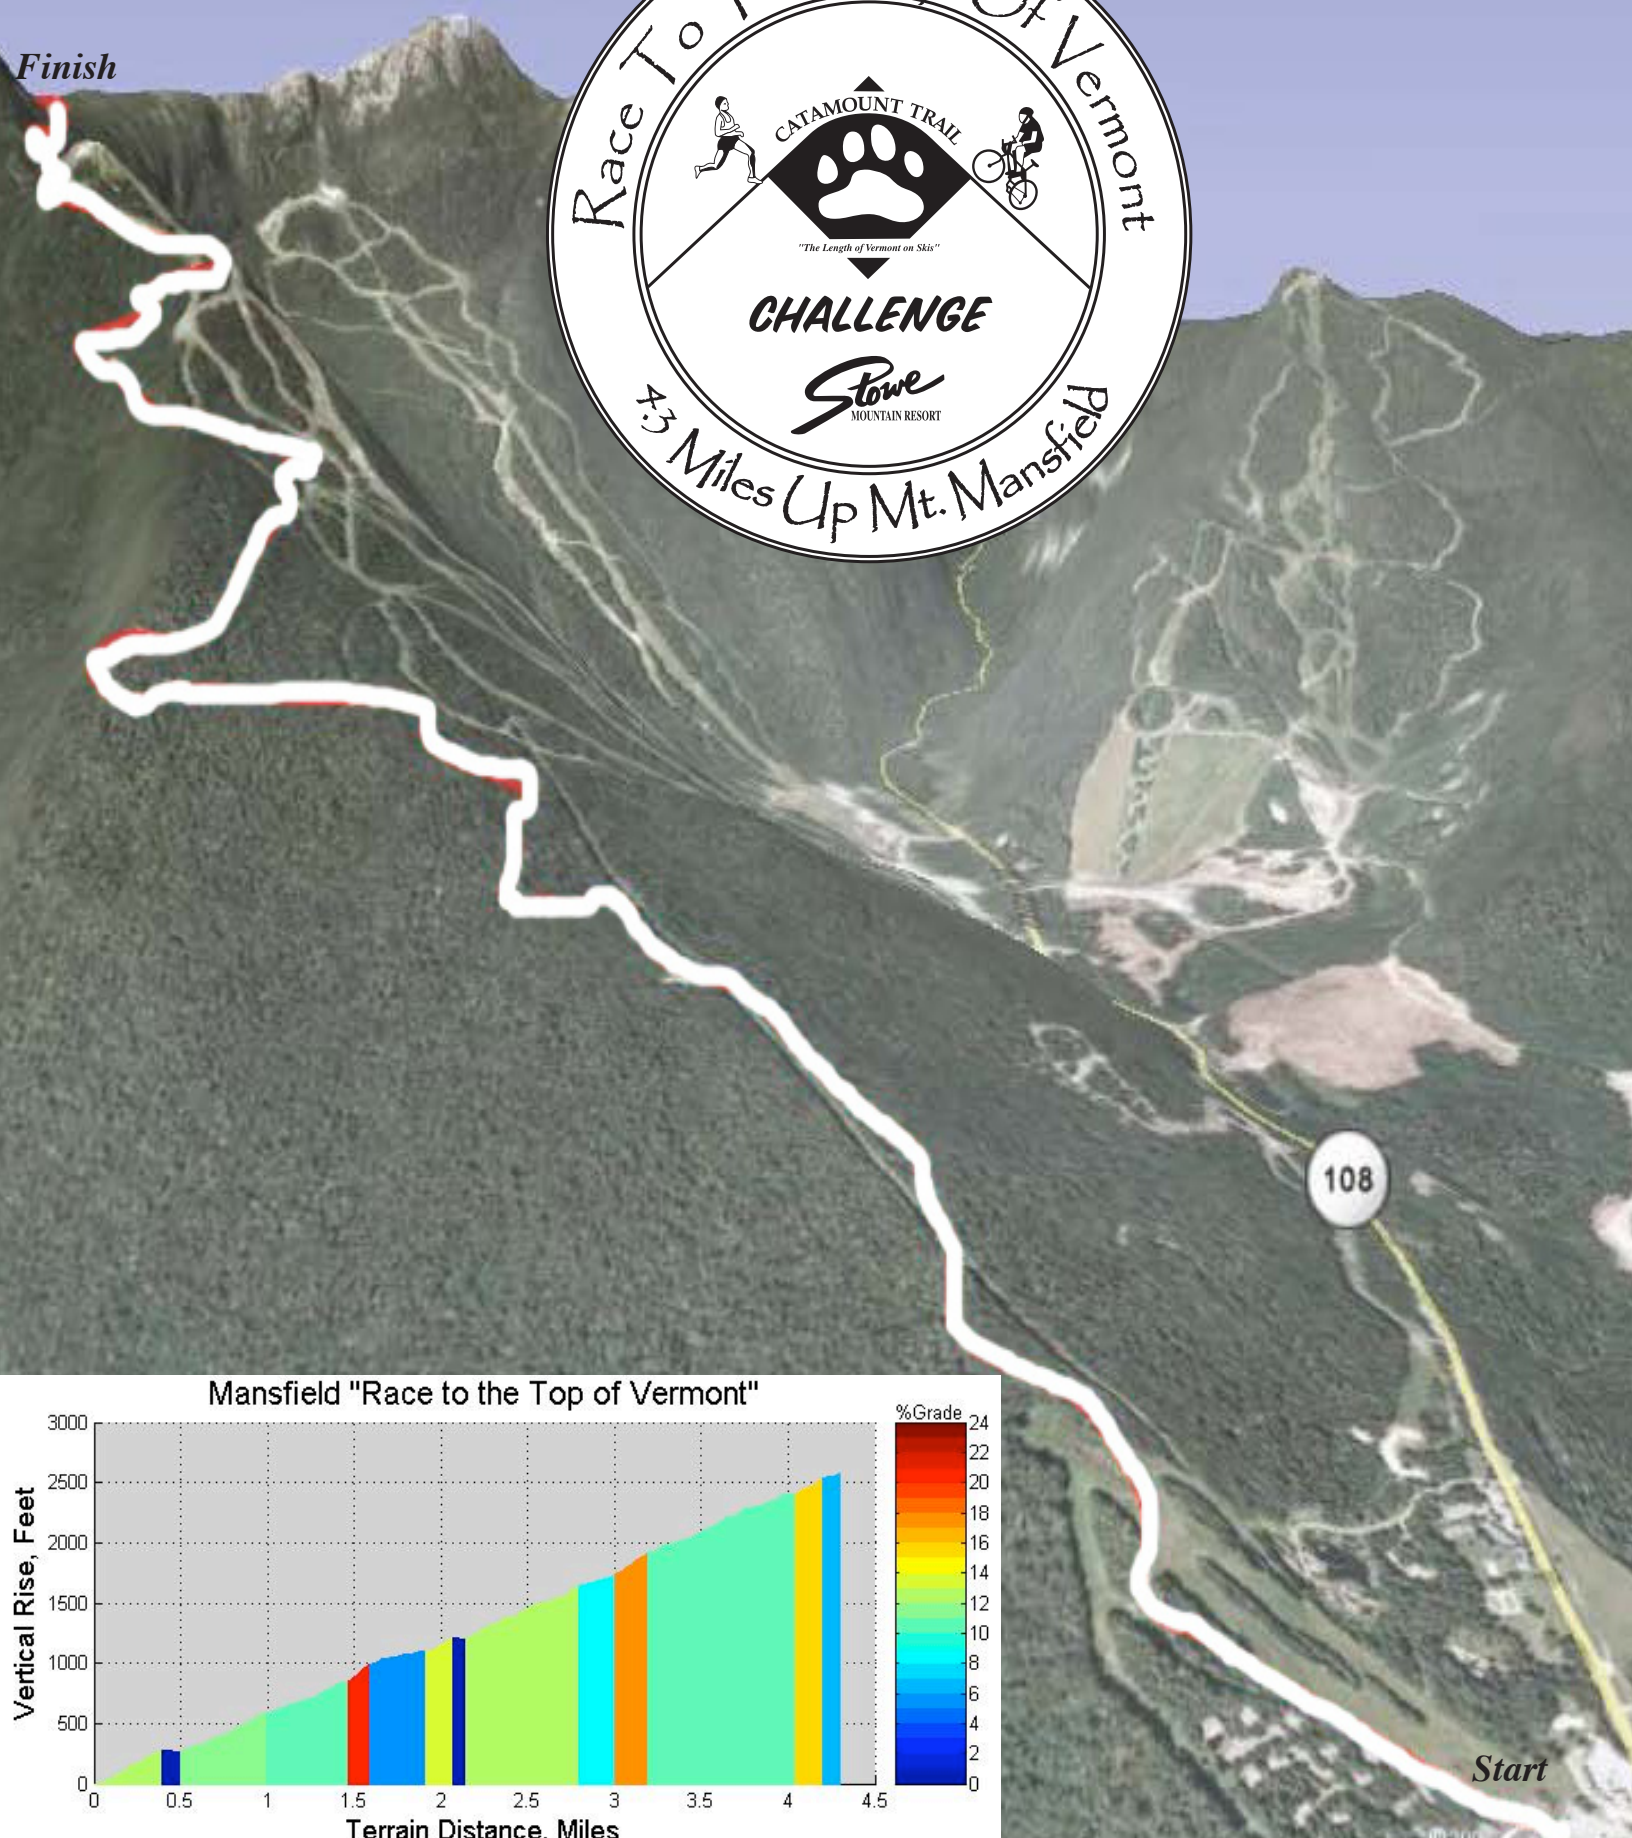 Finish
Race To Of Vermont
CATAMOUNT TRAIL
"The Length of Vermont on Skis"
CHALLENGE
Stowe
MOUNTAIN RESORT
4.3 Miles Up Mt. Mansfield
108
Start
Mansfield "Race to the Top of Vermont"
%Grade
Vertical Rise, Feet
3000
2500
2000
1500
1000
500
0
0 0.5 1 1.5 2 2.5 3 3.5 4 4.5
Terrain Distance, Miles
24
22
20
18
16
14
12
10
8
6
4
2
0